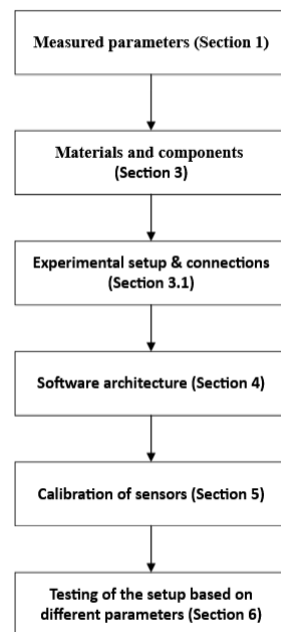 Measured parameters (Section 1)
Materials and components
(Section 3)
Experimental setup & connections
(Section 3.1)
Software architecture (Section 4)
Calibration of sensors (Section 5)
Testing of the setup based on
different parameters (Section 6)